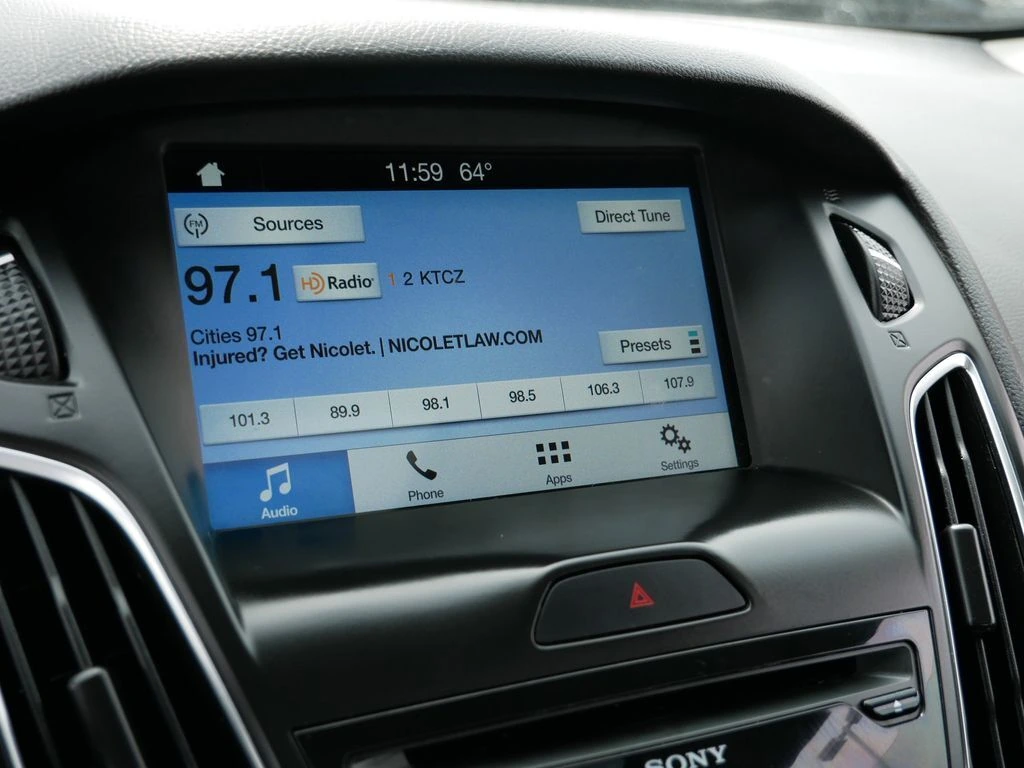 11:59 64°
FM Sources
Direct Tune
97.1 HD Radio 1 2 KTCZ
Cities 97.1
Injured? Get Nicolet. | NICOLETLAW.COM
Presets
101.3 89.9 98.1 98.5 106.3 107.9
Audio Phone Apps Settings
SONY